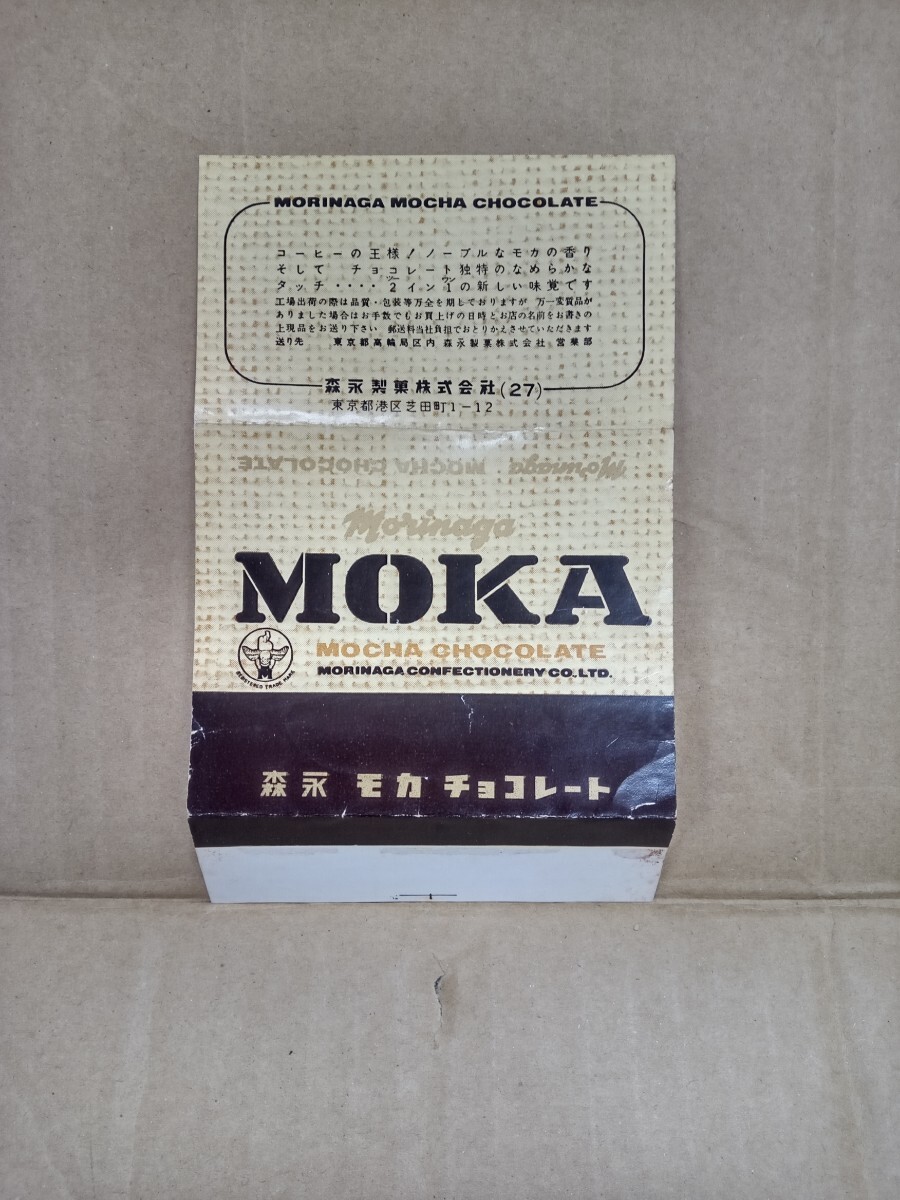 MORINAGA MOCHA CHOCOLATE
コーヒーの王様!ノーブルなモカの香り
そして チョコレート独特のなめらかな
ツー ワン
タッチ・・・・2イン1の新しい味覚です
工場出荷の際は品質・包装等万全を期しておりますが 万一変質品が
ありました場合はお手数でもお買上げの日時とお店の名前をお書きの
上現品をお送り下さい 郵送料当社負担でおとりかえさせていただきます
送り先 東京都高輪局区内 森永製菓株式会社 営業部
森永製菓株式会社(27)
東京都港区芝田町1-12
Morinaga MOCHA CHOCOLATE
Morinaga
MOKA
MOCHA CHOCOLATE
MORINAGA CONFECTIONERY CO. LTD.
M
REGISTERED TRADE MARK
森永 モカ チョコレート